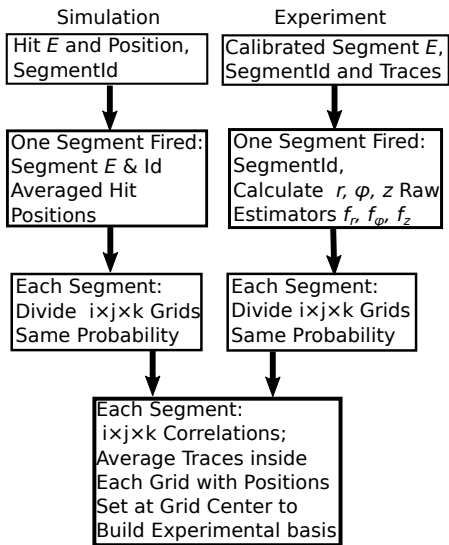 Simulation
Hit E and Position,
SegmentId
One Segment Fired:
Segment E & Id
Averaged Hit
Positions
Each Segment:
Divide i×j×k Grids
Same Probability
Experiment
Calibrated Segment E,
SegmentId and Traces
One Segment Fired:
SegmentId,
Calculate r, φ, z Raw
Estimators fr, fφ, fz
Each Segment:
Divide i×j×k Grids
Same Probability
Each Segment:
i×j×k Correlations;
Average Traces inside
Each Grid with Positions
Set at Grid Center to
Build Experimental basis